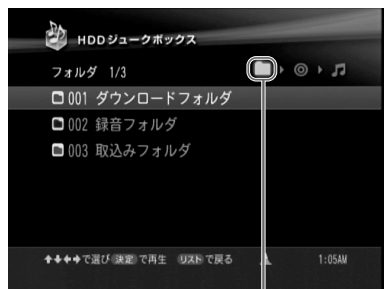 HDDジュークボックス
フォルダ 1/3
001 ダウンロードフォルダ
002 録音フォルダ
003 取込みフォルダ
で選び 決定 で再生 リスト で戻る 1:05AM